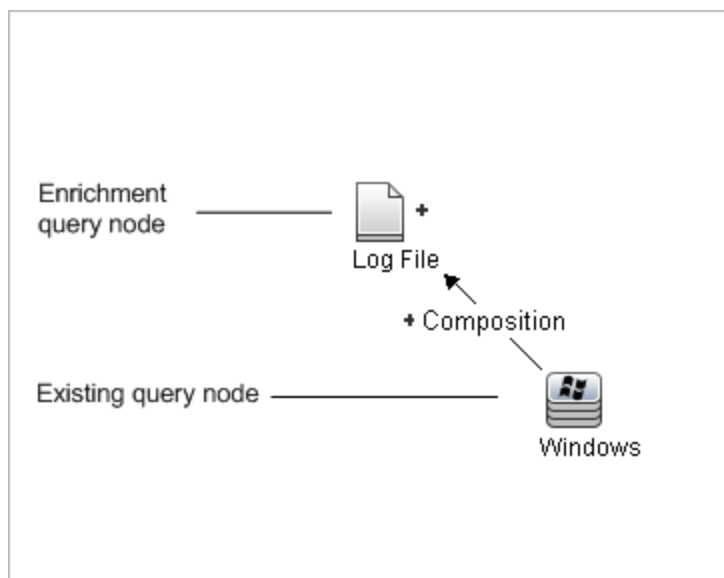 Enrichment
query node
Log File
+ Composition
Existing query node
Windows